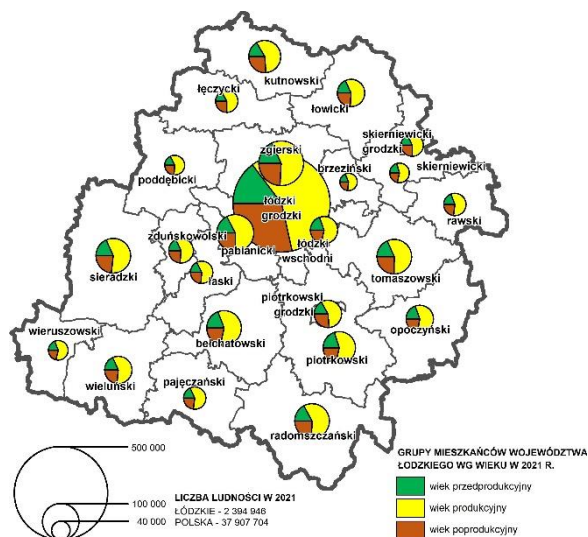 kutnowski
łęczycki
łowicki
skierniewicki
grodzki
zgierski
brzeziński
skierniewicki
poddębicki
łódzki
grodzki
rawski
zduńskowolski
pabianicki
łódzki
wschodni
sieradzki
łaski
tomaszowski
piotrkowski
grodzki
opoczyński
wieruszowski
bełchatowski
piotrkowski
wieluński
pajęczański
radomszczański
500 000
100 000
40 000
LICZBA LUDNOŚCI W 2021
ŁÓDZKIE - 2 394 946
POLSKA - 37 907 704
GRUPY MIESZKAŃCÓW WOJEWÓDZTWA
ŁODZKIEGO WG WIEKU W 2021 R.
wiek przedprodukcyjny
wiek produkcyjny
wiek poprodukcyjny